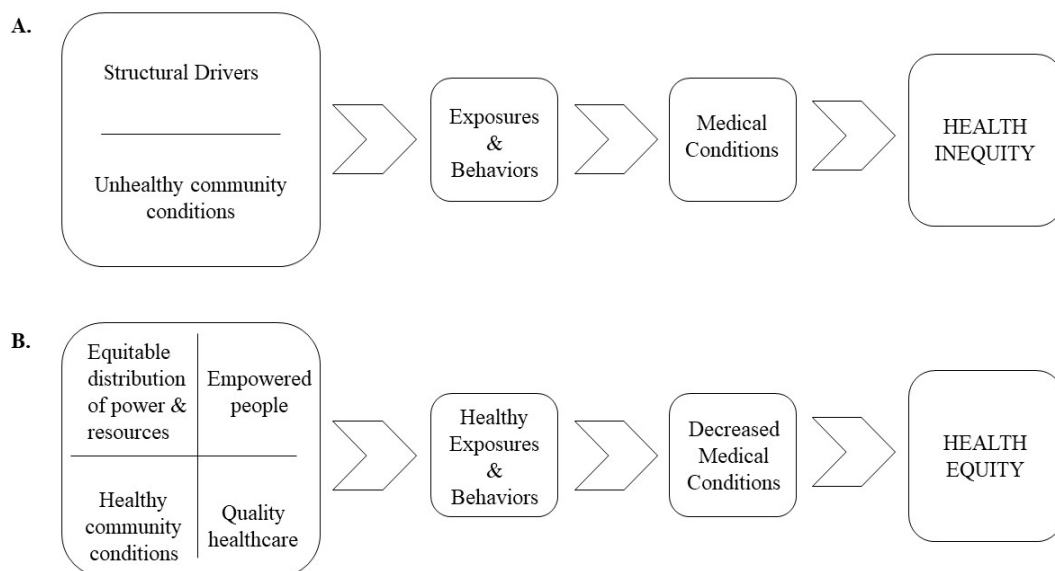 A.
Structural Drivers
Unhealthy community
conditions
Exposures
&
Behaviors
Medical
Conditions
HEALTH
INEQUITY
B.
Equitable
distribution
of power &
resources
Empowered
people
Healthy
community
conditions
Quality
healthcare
Healthy
Exposures
&
Behaviors
Decreased
Medical
Conditions
HEALTH
EQUITY